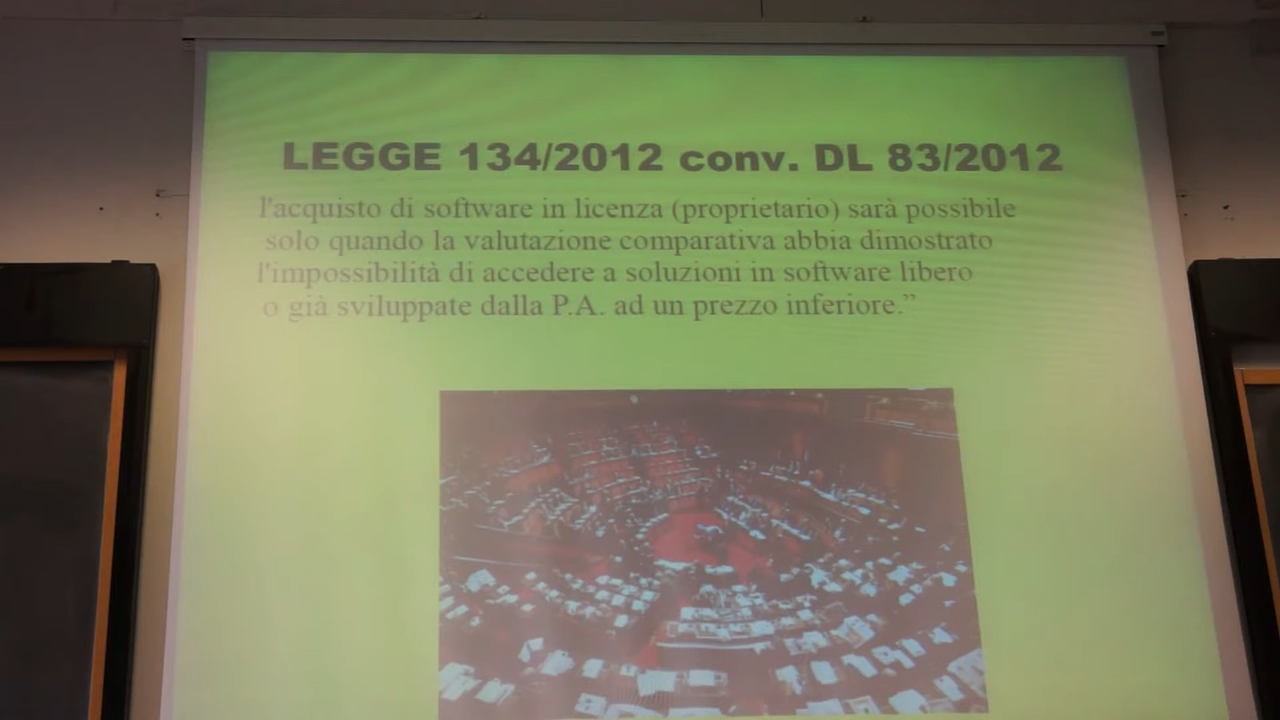 LEGGE 134/2012 conv. DL 83/2012
l'acquisto di software in licenza (proprietario) sarà possibile
solo quando la valutazione comparativa abbia dimostrato
l'impossibilità di accedere a soluzioni in software libero
o già sviluppate dalla P.A. ad un prezzo inferiore.”